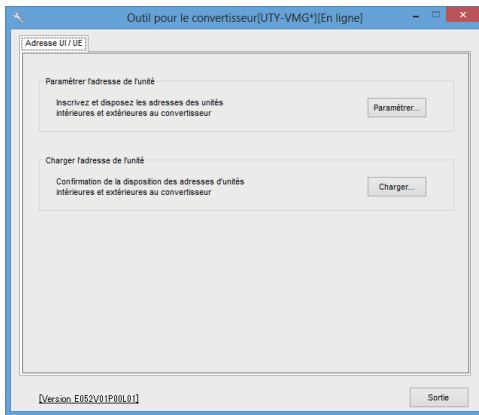 Outil pour le convertisseur[UTY-VMG*][En ligne]
Adresse UI / UE
Paramétrer l'adresse de l'unité
Inscrivez et disposez les adresses des unités
intérieures et extérieures au convertisseur
Paramétrer...
Charger l'adresse de l'unité
Confirmation de la disposition des adresses d'unités
intérieures et extérieures au convertisseur
Charger...
[Version E052V01P00L01]
Sortie